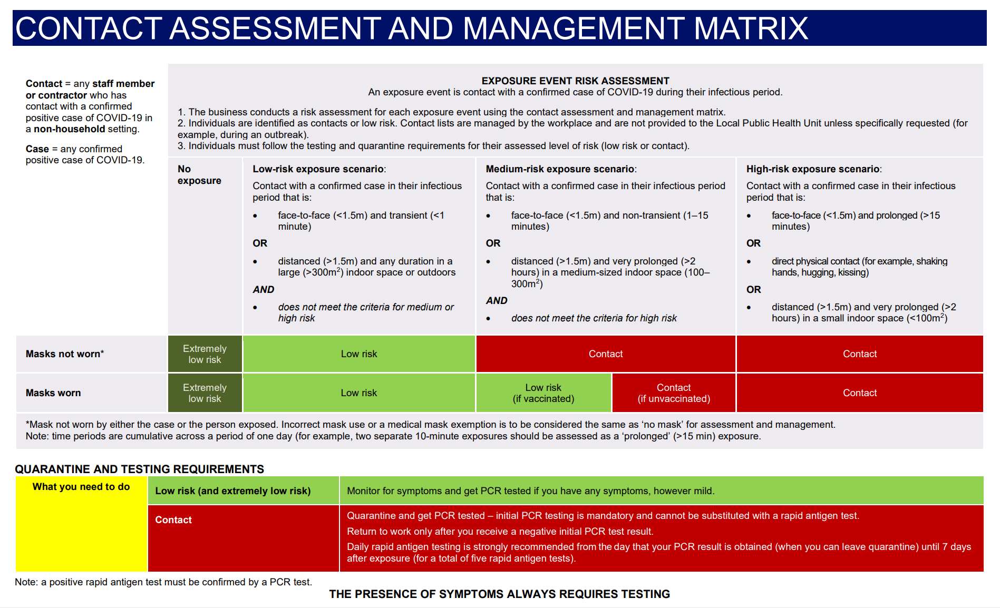 CONTACT ASSESSMENT AND MANAGEMENT MATRIX
Contact = any staff member
or contractor who has
contact with a confirmed
positive case of COVID-19 in
a non-household setting.
Case = any confirmed
positive case of COVID-19.
EXPOSURE EVENT RISK ASSESSMENT
An exposure event is contact with a confirmed case of COVID-19 during their infectious period.
1. The business conducts a risk assessment for each exposure event using the contact assessment and management matrix.
2. Individuals are identified as contacts or low risk. Contact lists are managed by the workplace and are not provided to the Local Public Health Unit unless specifically requested (for
example, during an outbreak).
3. Individuals must follow the testing and quarantine requirements for their assessed level of risk (low risk or contact).
No
exposure
Low-risk exposure scenario:
Contact with a confirmed case in their infectious
period that is:
• face-to-face (<1.5m) and transient (<1
minute)
OR
• distanced (>1.5m) and any duration in a
large (>300m²) indoor space or outdoors
AND
• does not meet the criteria for medium or
high risk
Medium-risk exposure scenario:
Contact with a confirmed case in their infectious period
that is:
• face-to-face (<1.5m) and non-transient (1–15
minutes)
OR
• distanced (>1.5m) and very prolonged (>2
hours) in a medium-sized indoor space (100–
300m²)
AND
• does not meet the criteria for high risk
High-risk exposure scenario:
Contact with a confirmed case in their infectious
period that is:
• face-to-face (<1.5m) and prolonged (>15
minutes)
OR
• direct physical contact (for example, shaking
hands, hugging, kissing)
OR
• distanced (>1.5m) and very prolonged (>2
hours) in a small indoor space (<100m²)
Masks not worn*
Extremely
low risk
Low risk
Contact
Contact
Masks worn
Extremely
low risk
Low risk
Low risk
(if vaccinated)
Contact
(if unvaccinated)
Contact
*Mask not worn by either the case or the person exposed. Incorrect mask use or a medical mask exemption is to be considered the same as ‘no mask’ for assessment and management.
Note: time periods are cumulative across a period of one day (for example, two separate 10-minute exposures should be assessed as a ‘prolonged’ (>15 min) exposure.
QUARANTINE AND TESTING REQUIREMENTS
What you need to do
Low risk (and extremely low risk)
Monitor for symptoms and get PCR tested if you have any symptoms, however mild.
Contact
Quarantine and get PCR tested – initial PCR testing is mandatory and cannot be substituted with a rapid antigen test.
Return to work only after you receive a negative initial PCR test result.
Daily rapid antigen testing is strongly recommended from the day that your PCR result is obtained (when you can leave quarantine) until 7 days
after exposure (for a total of five rapid antigen tests).
Note: a positive rapid antigen test must be confirmed by a PCR test.
THE PRESENCE OF SYMPTOMS ALWAYS REQUIRES TESTING